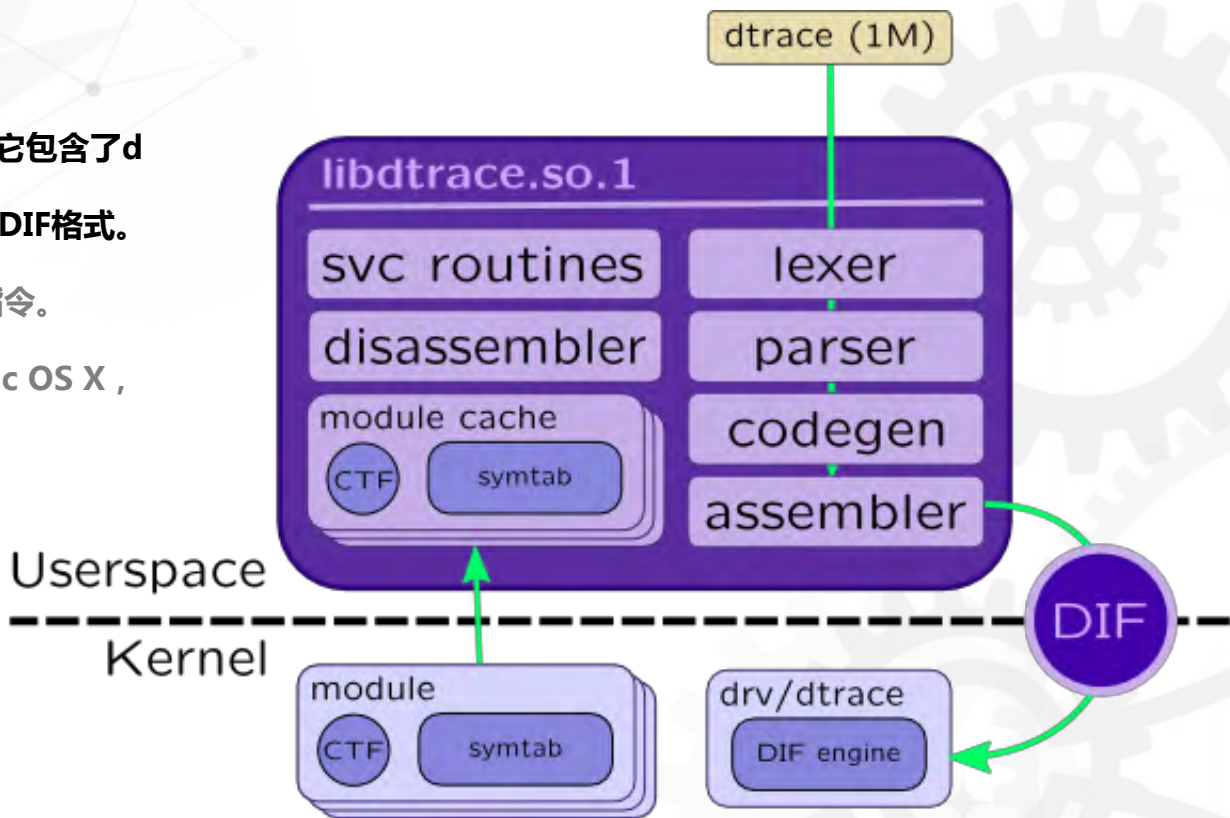 dtrace (1M)
它包含了d
DIF格式。
令。
c OS X，
libdtrace.so.1
svc routines
disassembler
module cache
CTF
symtab
lexer
parser
codegen
assembler
Userspace
DIF
Kernel
module
CTF
symtab
drv/dtrace
DIF engine